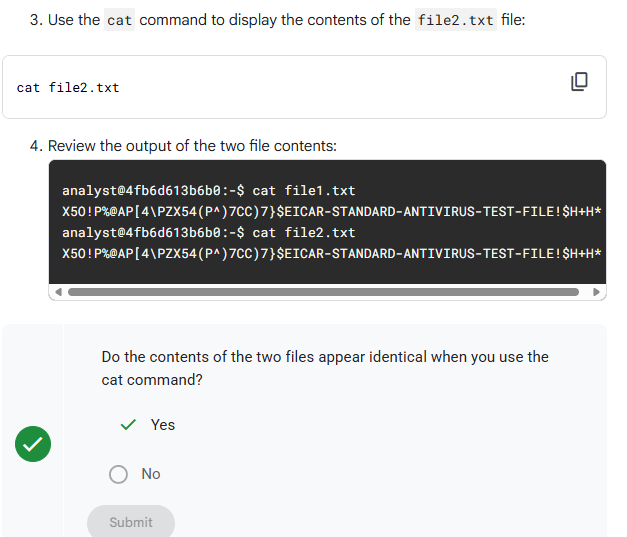 3. Use the cat command to display the contents of the file2.txt file:
cat file2.txt
4. Review the output of the two file contents:
analyst@4fb6d613b6b0:-$ cat file1.txt
X5O!P%@AP[4\PZX54(P^)7CC)7}$EICAR-STANDARD-ANTIVIRUS-TEST-FILE!$H+H*
analyst@4fb6d613b6b0:-$ cat file2.txt
X5O!P%@AP[4\PZX54(P^)7CC)7}$EICAR-STANDARD-ANTIVIRUS-TEST-FILE!$H+H*
Do the contents of the two files appear identical when you use the
cat command?
Yes
No
Submit